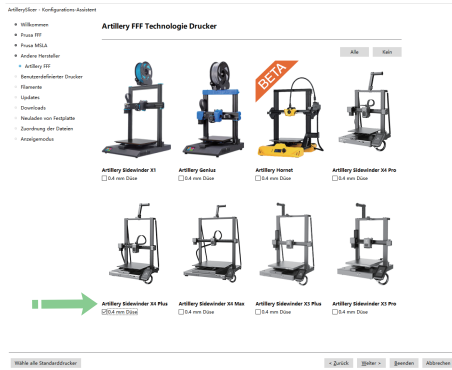 ArtillerySlicer - Konfigurations-Assistent
Willkommen
Prusa FFF
Prusa MSLA
Andere Hersteller
Artillery FFF
Benutzerdefinierter Drucker
Filamente
Updates
Downloads
Neuladen von Festplatte
Zuordnung der Dateien
Anzeigemodus
Artillery FFF Technologie Drucker
Alle Kein
BETA
Artillery Sidewinder X1 Artillery Genius Artillery Hornet Artillery Sidewinder X4 Pro
0.4 mm Düse 0.4 mm Düse 0.4 mm Düse 0.4 mm Düse
Artillery Sidewinder X4 Plus Artillery Sidewinder X4 Max Artillery Sidewinder X3 Plus Artillery Sidewinder X3 Pro
0.4 mm Düse 0.4 mm Düse 0.4 mm Düse 0.4 mm Düse
Wähle alle Standarddrucker < Zurück Weiter > Beenden Abbrechen